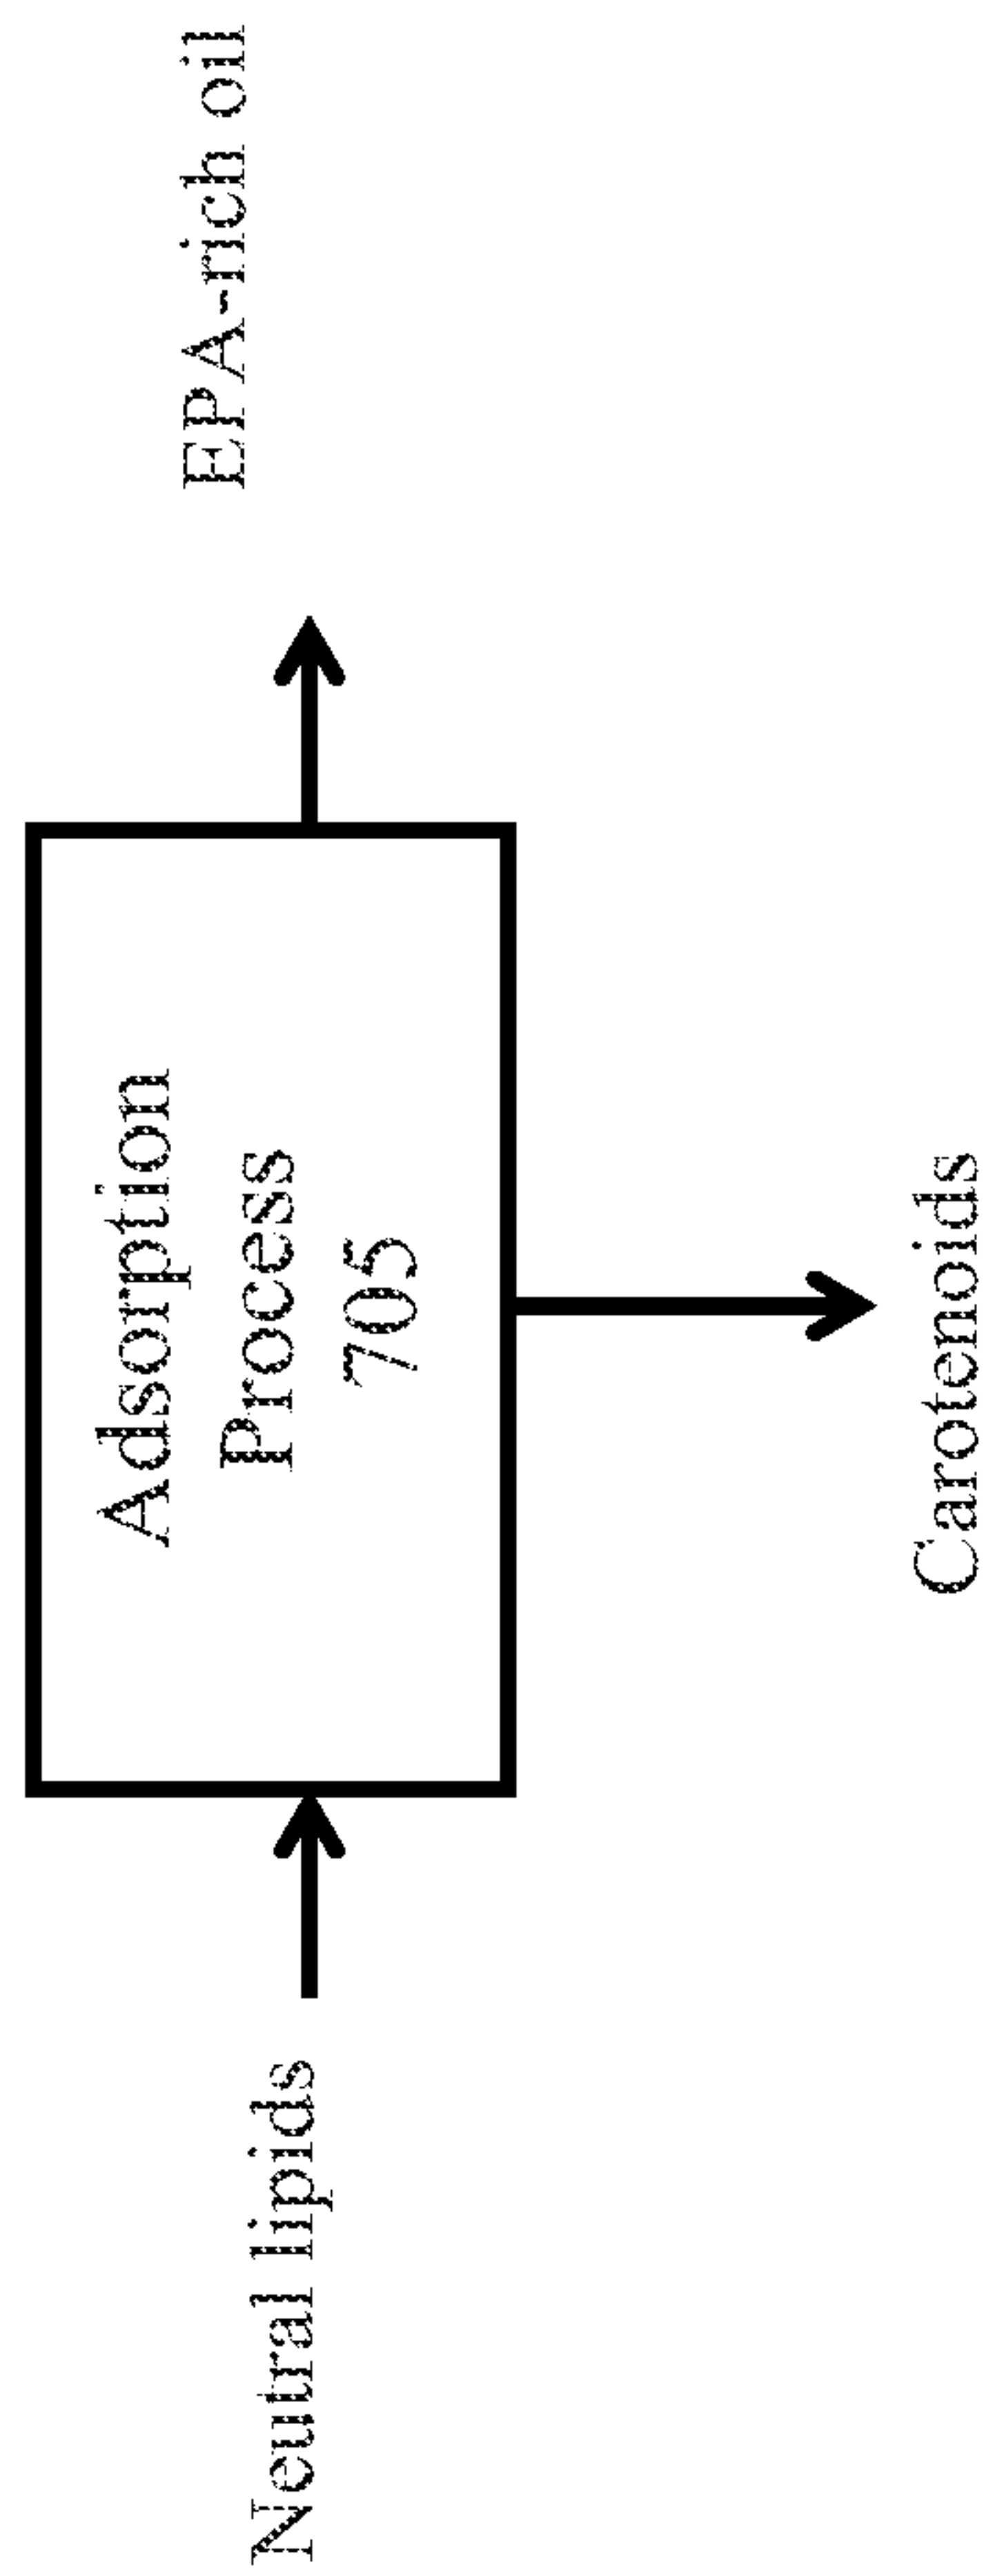 Neutral lipids
Adsorption
Process
705
EPA-rich oil
Carotenoids